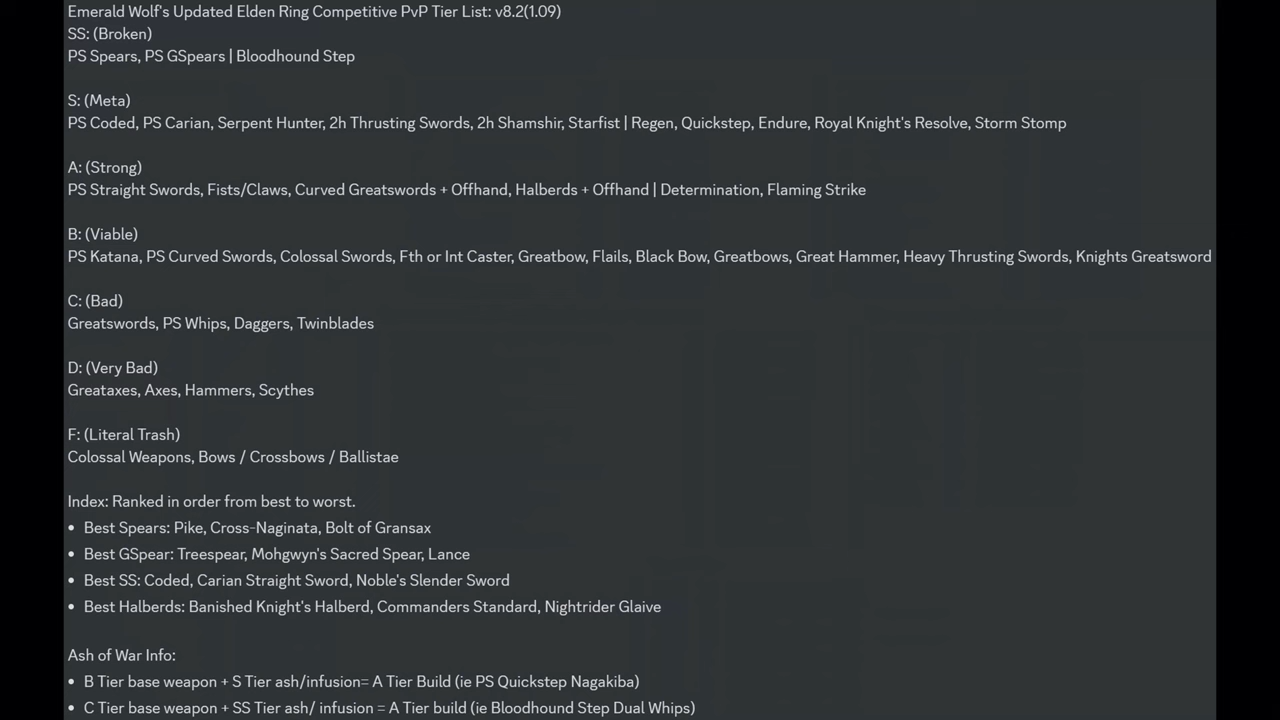 Emerald Wolf's Updated Elden Ring Competitive PvP Tier List: v8.2(1.09)
SS: (Broken)
PS Spears, PS GSpears | Bloodhound Step
S: (Meta)
PS Coded, PS Carian, Serpent Hunter, 2h Thrusting Swords, 2h Shamshir, Starfist | Regen, Quickstep, Endure, Royal Knight's Resolve, Storm Stomp
A: (Strong)
PS Straight Swords, Fists/Claws, Curved Greatswords + Offhand, Halberds + Offhand | Determination, Flaming Strike
B: (Viable)
PS Katana, PS Curved Swords, Colossal Swords, Fth or Int Caster, Greatbow, Flails, Black Bow, Greatbows, Great Hammer, Heavy Thrusting Swords, Knights Greatsword
C: (Bad)
Greatswords, PS Whips, Daggers, Twinblades
D: (Very Bad)
Greataxes, Axes, Hammers, Scythes
F: (Literal Trash)
Colossal Weapons, Bows / Crossbows / Ballistae
Index: Ranked in order from best to worst.
• Best Spears: Pike, Cross-Naginata, Bolt of Gransax
• Best GSpear: Treespear, Mohgwyn's Sacred Spear, Lance
• Best SS: Coded, Carian Straight Sword, Noble's Slender Sword
• Best Halberds: Banished Knight's Halberd, Commanders Standard, Nightrider Glaive
Ash of War Info:
• B Tier base weapon + S Tier ash/infusion= A Tier Build (ie PS Quickstep Nagakiba)
• C Tier base weapon + SS Tier ash/ infusion = A Tier build (ie Bloodhound Step Dual Whips)